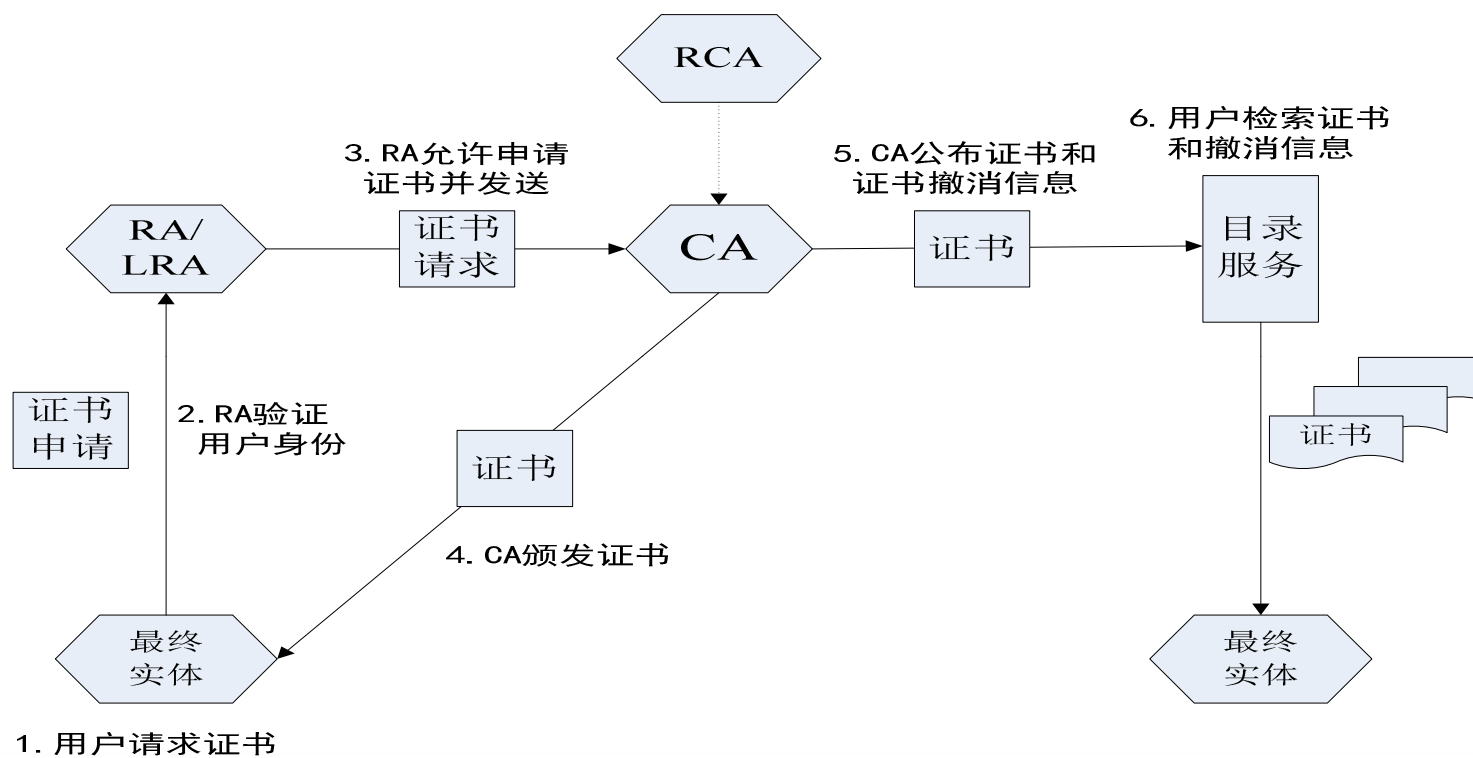 RCA
6. 用户检索证书
和撤消信息
3. RA允许申请
证书并发送
5. CA公布证书和
证书撤消信息
RA/
LRA
证书
请求
CA
证书
目录
服务
证书
申请
2. RA验证
用户身份
证书
证书
4. CA颁发证书
最终
实体
最终
实体
1. 用户请求证书